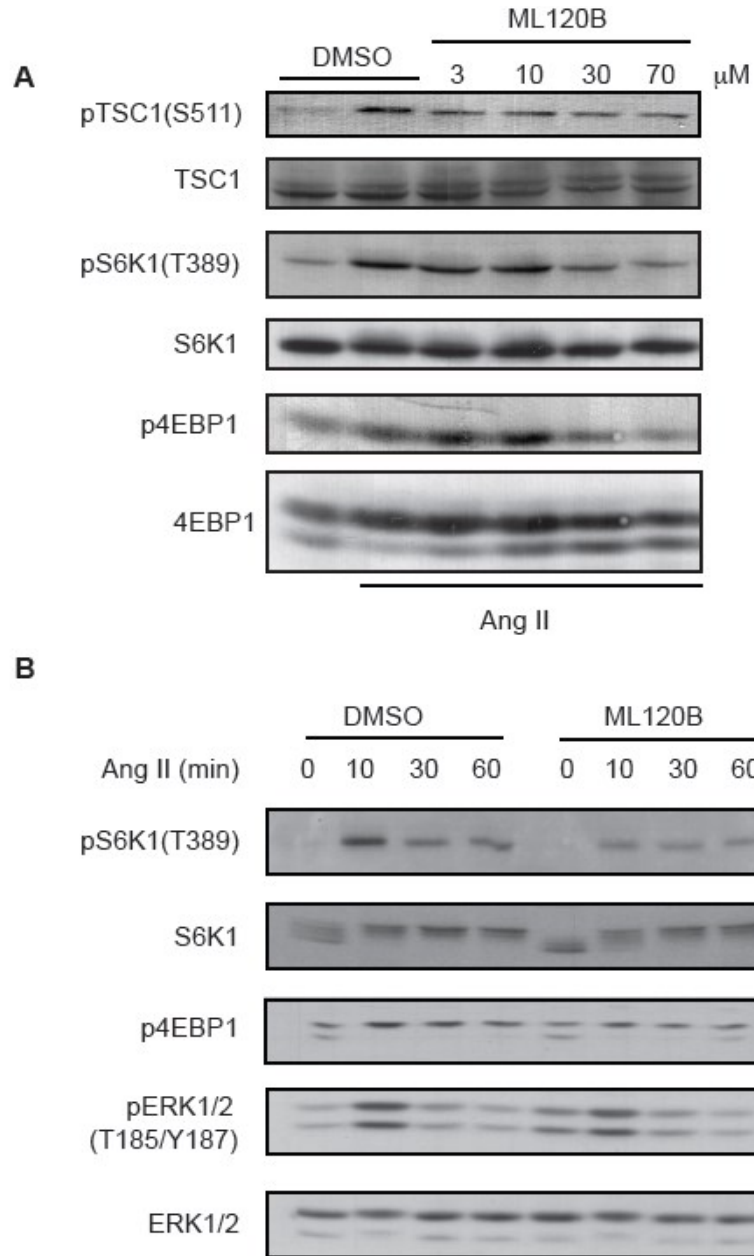 ML120B
A
DMSO
3 10 30 70 μM
pTSC1(S511)
TSC1
pS6K1(T389)
S6K1
p4EBP1
4EBP1
Ang II
B
DMSO ML120B
Ang II (min) 0 10 30 60 0 10 30 60
pS6K1(T389)
S6K1
p4EBP1
pERK1/2
(T185/Y187)
ERK1/2